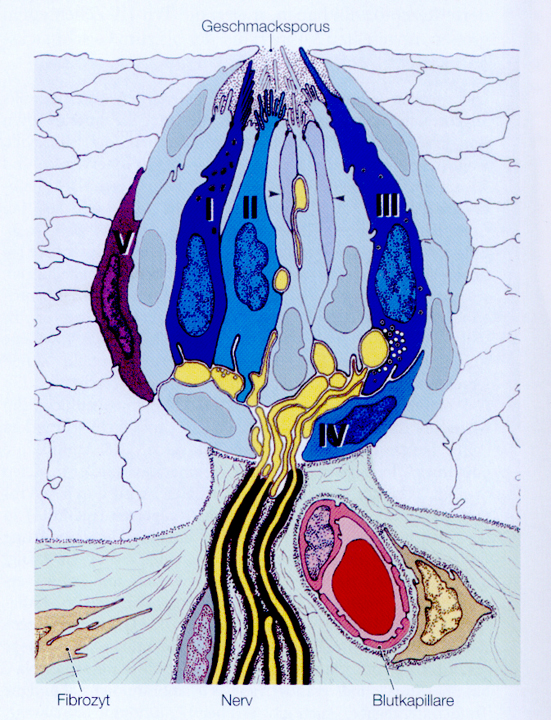 Geschmacksporus
I II III
V
IV
Fibrozyt Nerv Blutkapillare